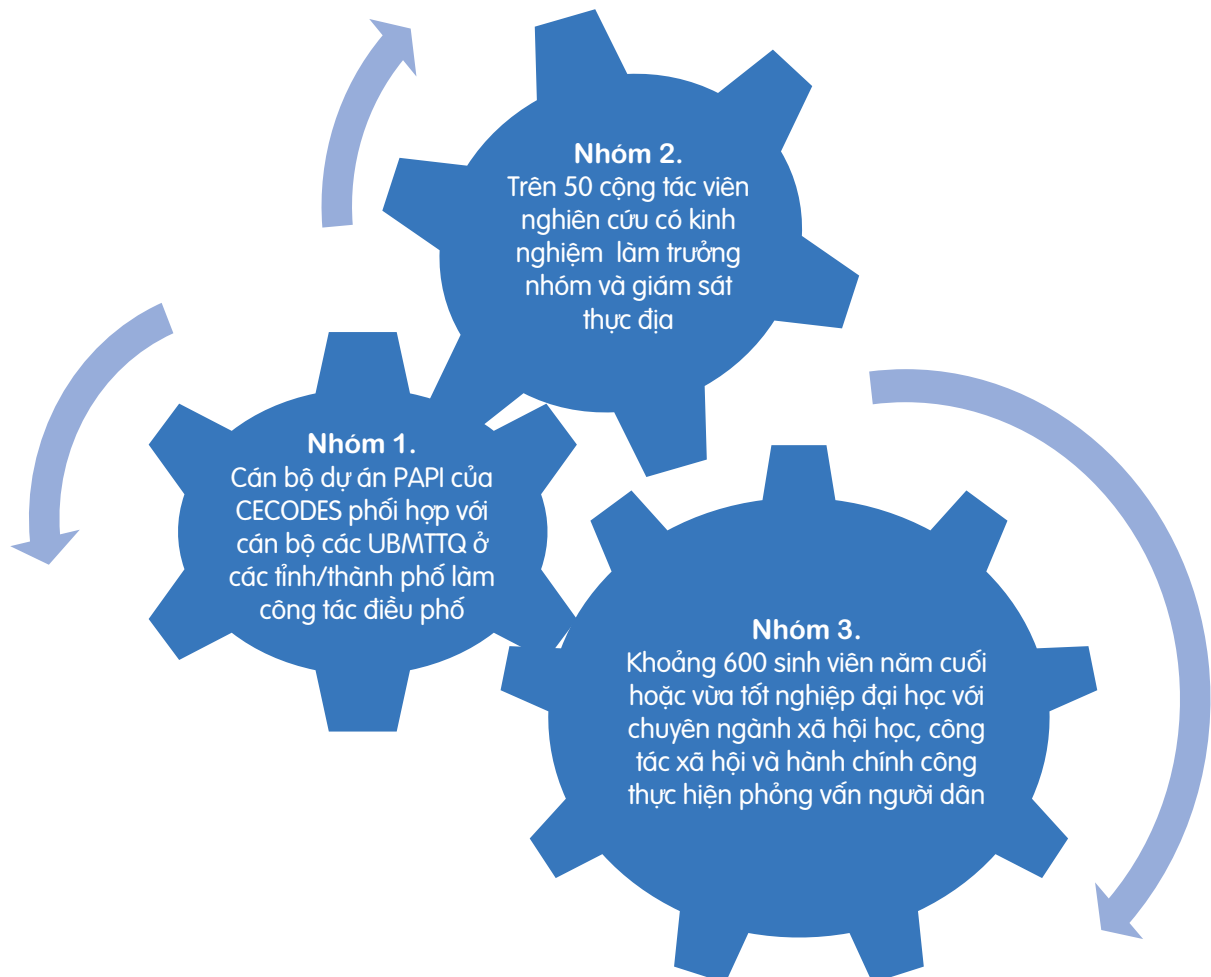 Nhóm 2.
Trên 50 cộng tác viên
nghiên cứu có kinh
nghiệm làm trưởng
nhóm và giám sát
thực địa
Nhóm 1.
Cán bộ dự án PAPI của
CECODES phối hợp với
cán bộ các UBMTTQ ở
các tỉnh/thành phố làm
công tác điều phố
Nhóm 3.
Khoảng 600 sinh viên năm cuối
hoặc vừa tốt nghiệp đại học với
chuyên ngành xã hội học, công
tác xã hội và hành chính công
thực hiện phỏng vấn người dân